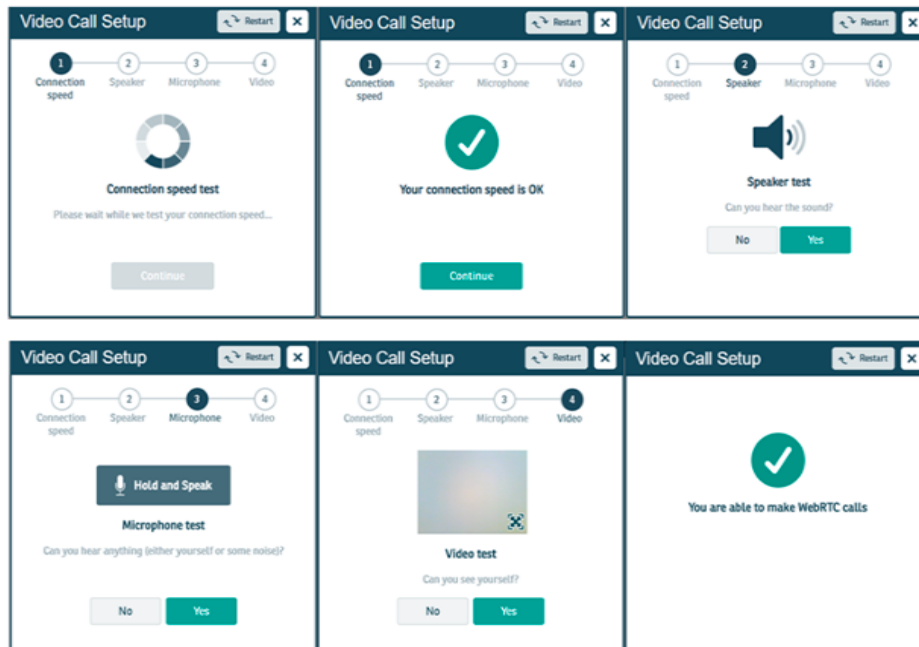 Video Call Setup Restart
1 2 3 4
Connection speed Speaker Microphone Video
Connection speed test
Please wait while we test your connection speed...
Continue
Video Call Setup Restart
1 2 3 4
Connection speed Speaker Microphone Video
Your connection speed is OK
Continue
Video Call Setup Restart
1 2 3 4
Connection speed Speaker Microphone Video
Speaker test
Can you hear the sound?
No Yes
Video Call Setup Restart
1 2 3 4
Connection speed Speaker Microphone Video
Hold and Speak
Microphone test
Can you hear anything (either yourself or some noise)?
No Yes
Video Call Setup Restart
1 2 3 4
Connection speed Speaker Microphone Video
Video test
Can you see yourself?
No Yes
Video Call Setup Restart
You are able to make WebRTC calls